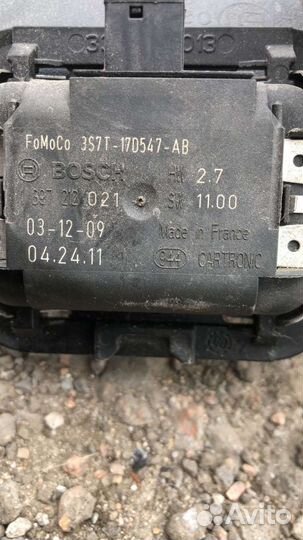 FoMoCo 3S7T-17D547-AB
BOSCH HW 2.7
397 212 021 SW 11.00
03-12-09 Made in France
04.24.11 G44 CARTRONIC
Avito